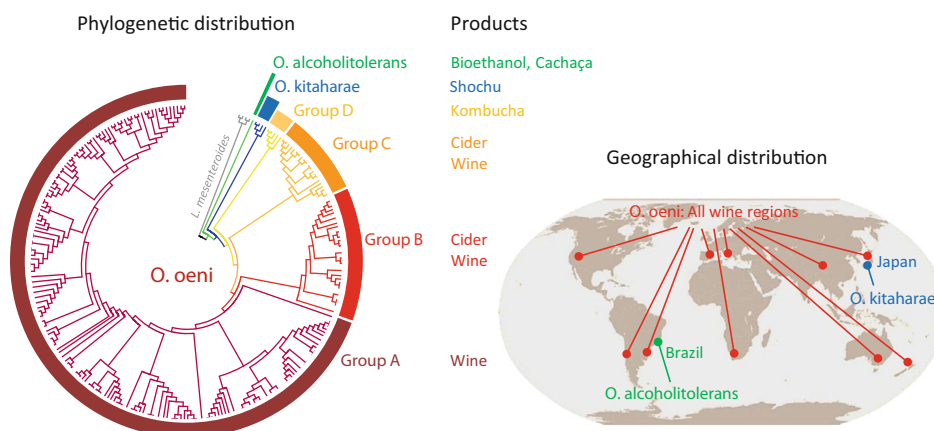 Phylogenetic distribution
Products
O. alcoholitolerans
Bioethanol, Cachaça
O. kitaharae
Shochu
Group D
Kombucha
Group C
Cider
Wine
L. mesenteroides
Group B
Cider
Wine
O. oeni
Group A
Wine
Geographical distribution
O. oeni: All wine regions
Japan
O. kitaharae
Brazil
O. alcoholitolerans